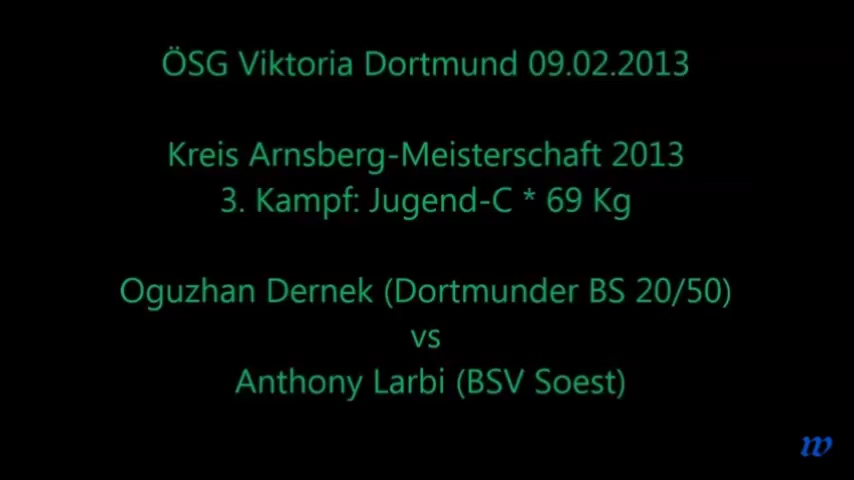 ÖSG Viktoria Dortmund 09.02.2013
Kreis Arnsberg-Meisterschaft 2013
3. Kampf: Jugend-C * 69 Kg
Oguzhan Dernek (Dortmunder BS 20/50)
vs
Anthony Larbi (BSV Soest)
w